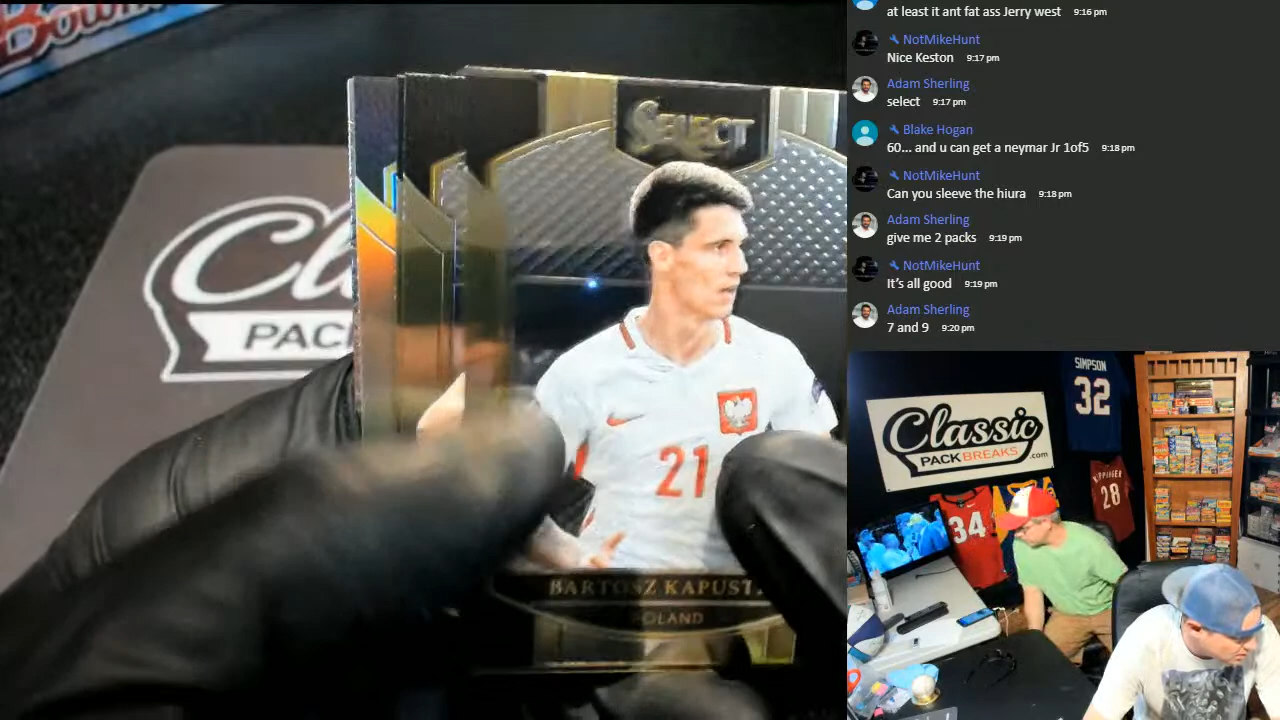 Bowm
Cla
PACK
SELECT
21
BARTOSZ KAPUST
POLAND
at least it ant fat ass Jerry west 9:16 pm
NotMikeHunt
Nice Keston 9:17 pm
Adam Sherling
select 9:17 pm
Blake Hogan
60... and u can get a neymar Jr 1of5 9:18 pm
NotMikeHunt
Can you sleeve the hiura 9:18 pm
Adam Sherling
give me 2 packs 9:19 pm
NotMikeHunt
It's all good 9:19 pm
Adam Sherling
7 and 9 9:20 pm
SIMPSON
32
Classic
PACKBREAKS.com
34
28